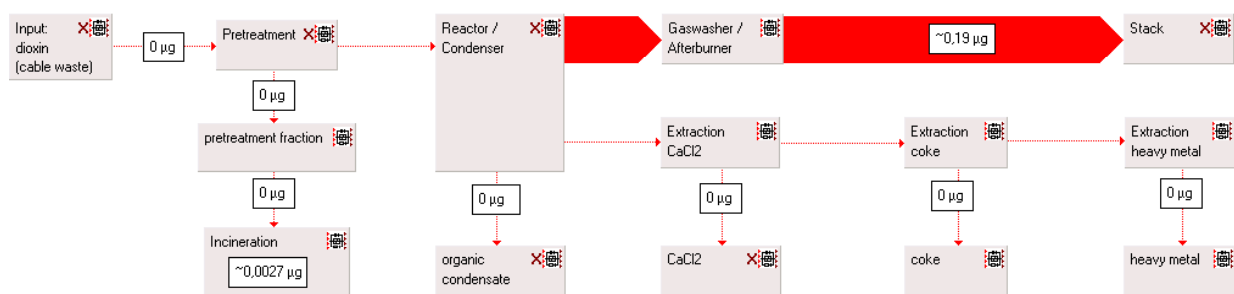 Input:
dioxin
(cable waste)
0 µg
Pretreatment
Reactor /
Condenser
Gaswasher /
Afterburner
~0,19 µg
Stack
0 µg
pretreatment fraction
Extraction
CaCl2
Extraction
coke
Extraction
heavy metal
0 µg
0 µg
0 µg
0 µg
0 µg
Incineration
~0,0027 µg
organic
condensate
CaCl2
coke
heavy metal